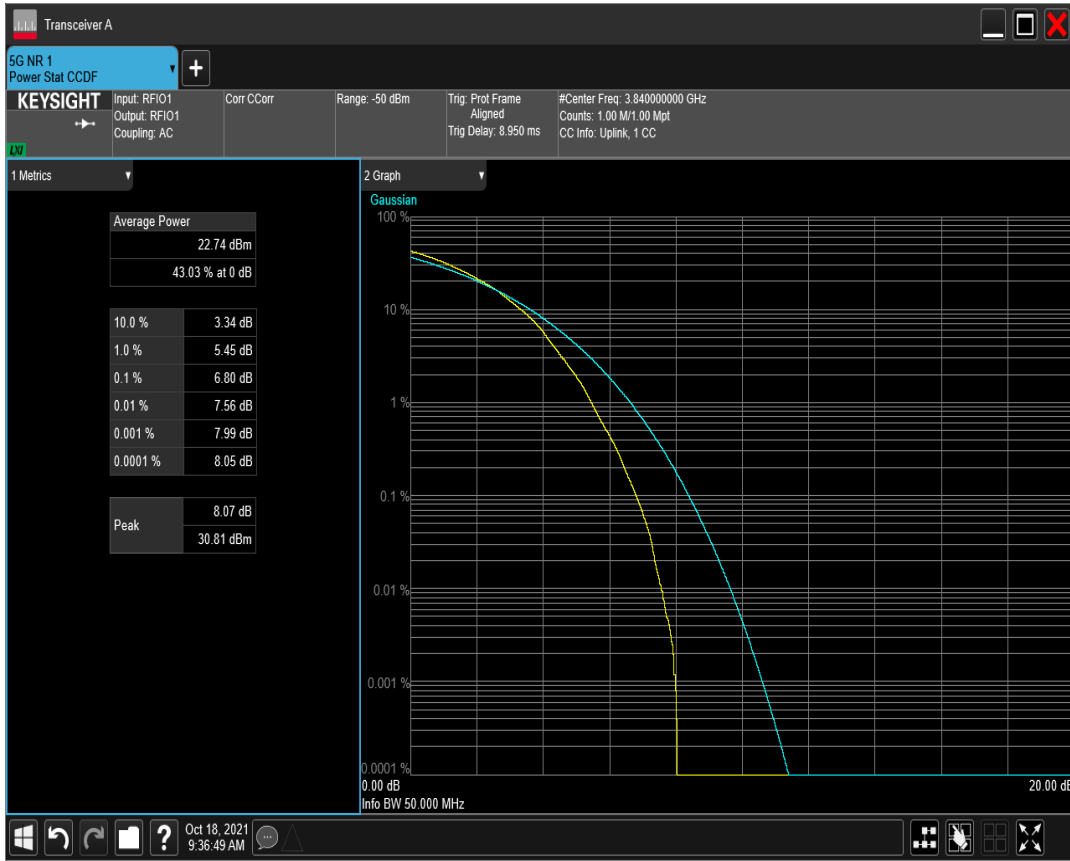 Transceiver A
5G NR 1
Power Stat CCDF
+
KEYSIGHT
LXI
Input: RFIO1
Output: RFIO1
Coupling: AC
Corr CCorr
Range: -50 dBm
Trig: Prot Frame
Aligned
Trig Delay: 8.950 ms
#Center Freq: 3.840000000 GHz
Counts: 1.00 M/1.00 Mpt
CC Info: Uplink, 1 CC
1 Metrics
Average Power
22.74 dBm
43.03 % at 0 dB
10.0 % 3.34 dB
1.0 % 5.45 dB
0.1 % 6.80 dB
0.01 % 7.56 dB
0.001 % 7.99 dB
0.0001 % 8.05 dB
Peak
8.07 dB
30.81 dBm
2 Graph
Gaussian
100 %
10 %
1 %
0.1 %
0.01 %
0.001 %
0.0001 %
0.00 dB 20.00 dB
Info BW 50.000 MHz
?
Oct 18, 2021
9:36:49 AM